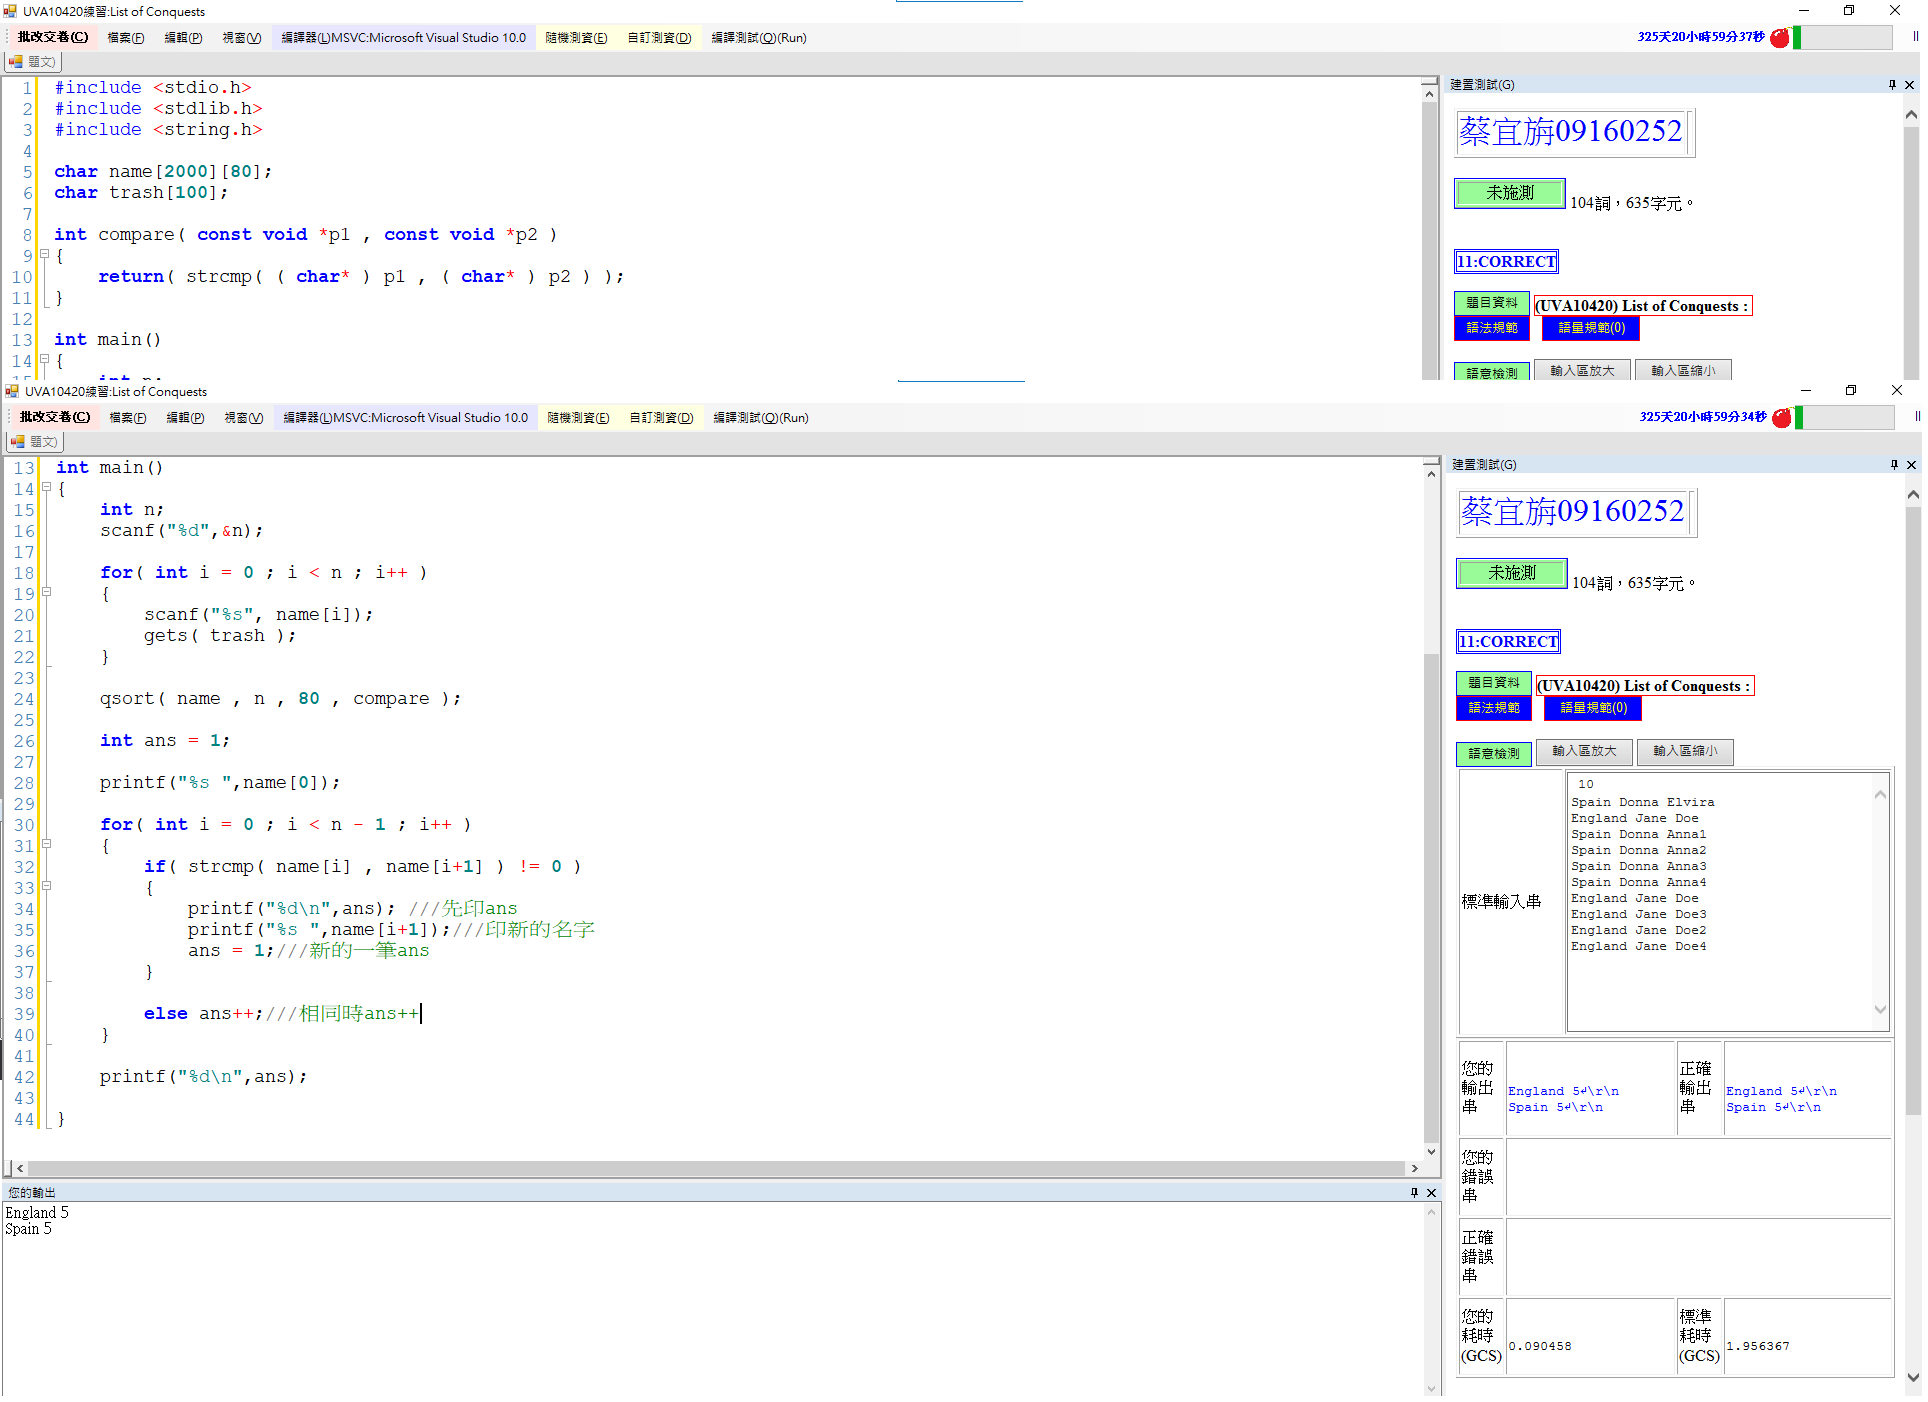 UVA10420練習:List of Conquests
批改交卷(C) 檔案(F) 編輯(P) 視窗(V) 編譯器(L)MSVC:Microsoft Visual Studio 10.0 隨機測資(E) 自訂測資(D) 編譯測試(Q)(Run) 325天20小時59分37秒
題文)
1 #include <stdio.h>
2 #include <stdlib.h>
3 #include <string.h>
4
5 char name[2000][80];
6 char trash[100];
7
8 int compare( const void *p1 , const void *p2 )
9 {
10 return( strcmp( ( char* ) p1 , ( char* ) p2 ) );
11 }
12
13 int main()
14 {
建置測試(G)
蔡宜旃09160252
未施測 104詞，635字元。
11:CORRECT
題目資料 (UVA10420) List of Conquests :
語法規範 語量規範(0)
語意檢測 輸入區放大 輸入區縮小
UVA10420練習:List of Conquests
批改交卷(C) 檔案(F) 編輯(P) 視窗(V) 編譯器(L)MSVC:Microsoft Visual Studio 10.0 隨機測資(E) 自訂測資(D) 編譯測試(Q)(Run) 325天20小時59分34秒
題文)
13 int main()
14 {
15 int n;
16 scanf("%d",&n);
17
18 for( int i = 0 ; i < n ; i++ )
19 {
20 scanf("%s", name[i]);
21 gets( trash );
22 }
23
24 qsort( name , n , 80 , compare );
25
26 int ans = 1;
27
28 printf("%s ",name[0]);
29
30 for( int i = 0 ; i < n - 1 ; i++ )
31 {
32 if( strcmp( name[i] , name[i+1] ) != 0 )
33 {
34 printf("%d\n",ans); ///先印ans
35 printf("%s ",name[i+1]);///印新的名字
36 ans = 1;///新的一筆ans
37 }
38
39 else ans++;///相同時ans++
40 }
41
42 printf("%d\n",ans);
43
44 }
您的輸出
England 5
Spain 5
建置測試(G)
蔡宜旃09160252
未施測 104詞，635字元。
11:CORRECT
題目資料 (UVA10420) List of Conquests :
語法規範 語量規範(0)
語意檢測 輸入區放大 輸入區縮小
標準輸入串
10
Spain Donna Elvira
England Jane Doe
Spain Donna Anna1
Spain Donna Anna2
Spain Donna Anna3
Spain Donna Anna4
England Jane Doe
England Jane Doe3
England Jane Doe2
England Jane Doe4
您的
輸出
串
England 5↲\r\n
Spain 5↲\r\n
正確
輸出
串
England 5↲\r\n
Spain 5↲\r\n
您的
錯誤
串
正確
錯誤
串
您的
耗時
(GCS)
0.090458
標準
耗時
(GCS)
1.956367